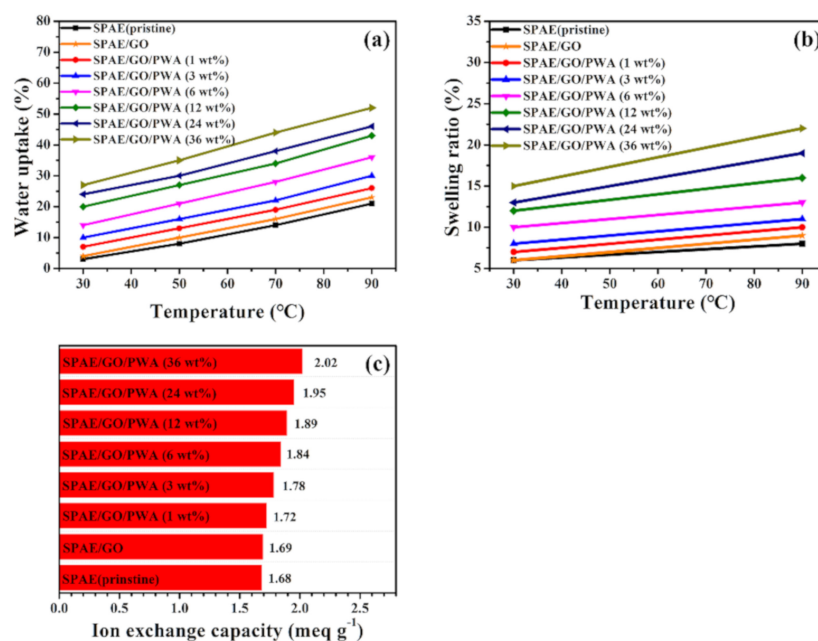 (a)
SPAE(pristine)
SPAE/GO
SPAE/GO/PWA (1 wt%)
SPAE/GO/PWA (3 wt%)
SPAE/GO/PWA (6 wt%)
SPAE/GO/PWA (12 wt%)
SPAE/GO/PWA (24 wt%)
SPAE/GO/PWA (36 wt%)
Water uptake (%)
80
70
60
50
40
30
20
10
0
30 40 50 60 70 80 90
Temperature (℃)
(b)
SPAE(pristine)
SPAE/GO
SPAE/GO/PWA (1 wt%)
SPAE/GO/PWA (3 wt%)
SPAE/GO/PWA (6 wt%)
SPAE/GO/PWA (12 wt%)
SPAE/GO/PWA (24 wt%)
SPAE/GO/PWA (36 wt%)
Swelling ratio (%)
35
30
25
20
15
10
5
30 40 50 60 70 80 90
Temperature (℃)
(c)
SPAE/GO/PWA (36 wt%) 2.02
SPAE/GO/PWA (24 wt%) 1.95
SPAE/GO/PWA (12 wt%) 1.89
SPAE/GO/PWA (6 wt%) 1.84
SPAE/GO/PWA (3 wt%) 1.78
SPAE/GO/PWA (1 wt%) 1.72
SPAE/GO 1.69
SPAE(prinstine) 1.68
0.0 0.5 1.0 1.5 2.0 2.5
Ion exchange capacity (meq g⁻¹)